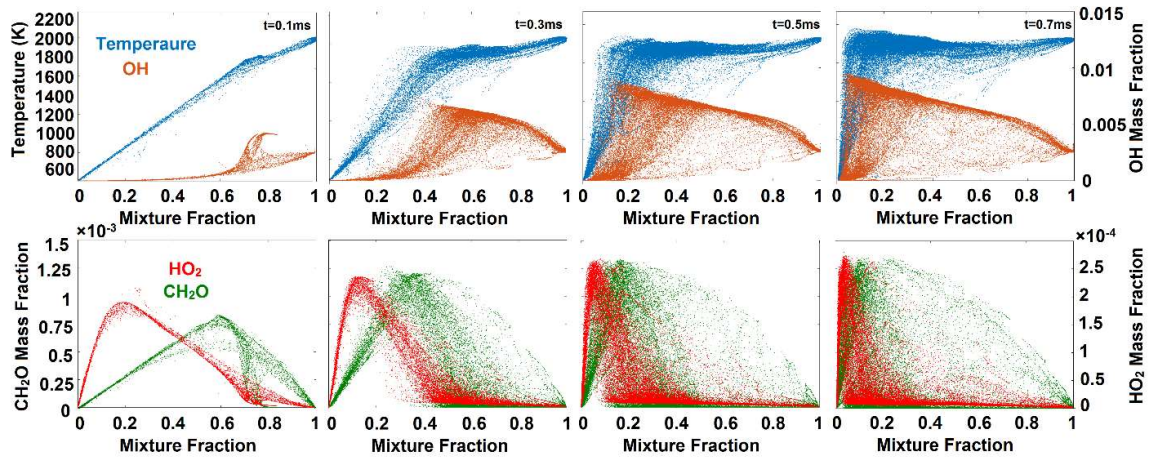 t=0.1ms
t=0.3ms
t=0.5ms
t=0.7ms
Temperature (K)
2000
1800
1600
1400
1200
1000
800
600
Temperaure
OH
0.015
0.01
0.005
0
OH Mass Fraction
0 0.2 0.4 0.6 0.8 1
0 0.2 0.4 0.6 0.8 1
0 0.2 0.4 0.6 0.8 1
0 0.2 0.4 0.6 0.8 1
Mixture Fraction
Mixture Fraction
Mixture Fraction
Mixture Fraction
×10⁻³
CH₂O Mass Fraction
1.5
1.25
1
0.75
0.5
0.25
0
HO₂
CH₂O
×10⁻⁴
2.5
2
1.5
1
0.5
0
HO₂ Mass Fraction
0 0.2 0.4 0.6 0.8 1
0 0.2 0.4 0.6 0.8 1
0 0.2 0.4 0.6 0.8 1
0 0.2 0.4 0.6 0.8 1
Mixture Fraction
Mixture Fraction
Mixture Fraction
Mixture Fraction